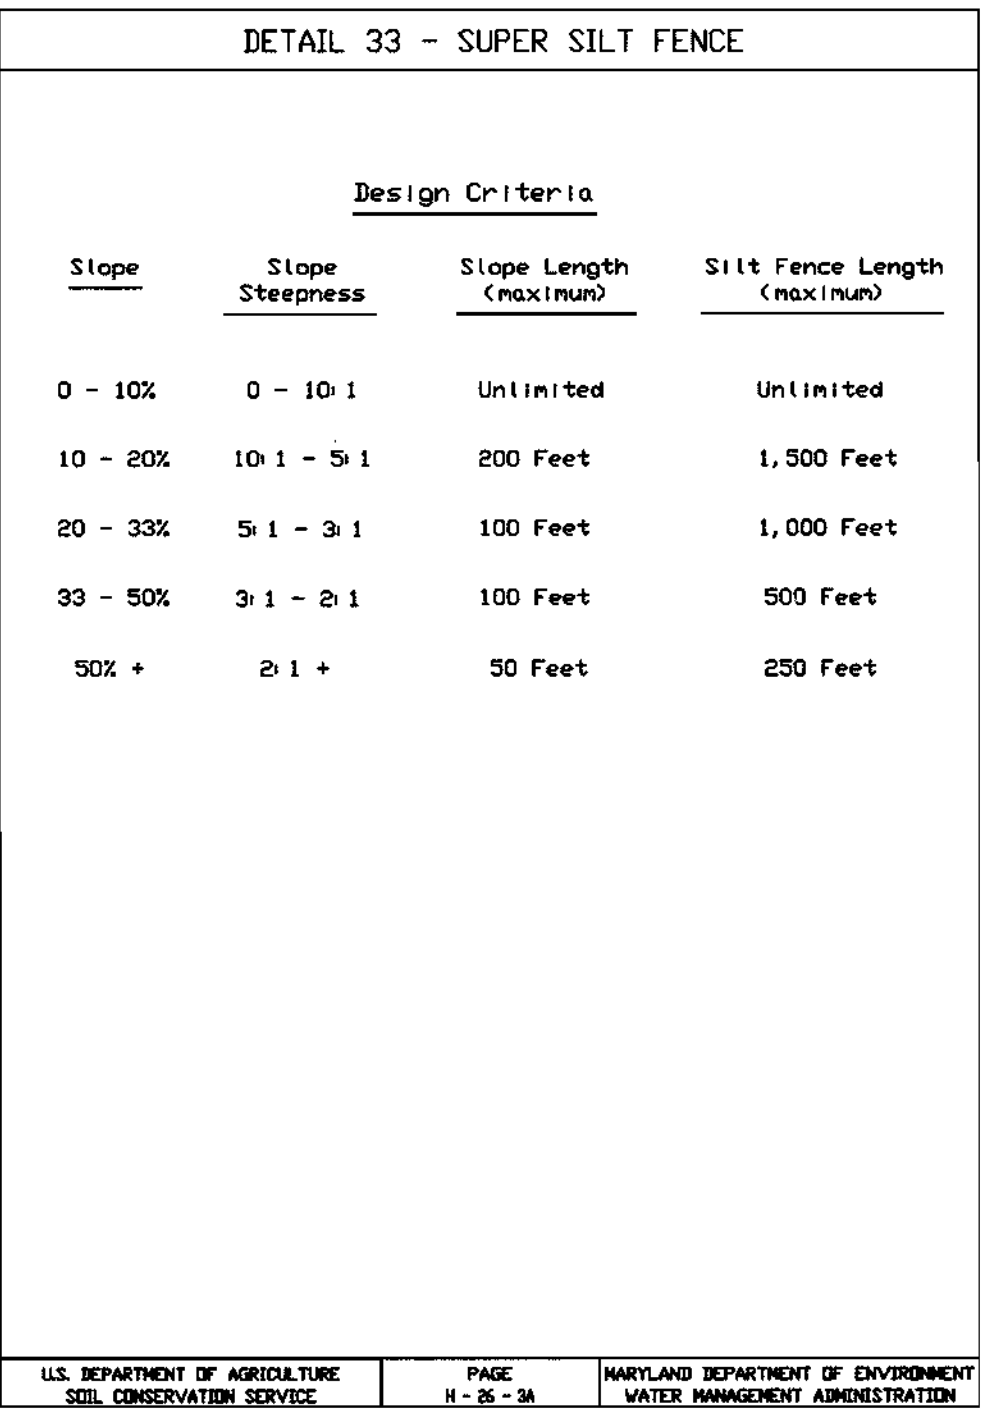 DETAIL 33 - SUPER SILT FENCE
Design Criteria
Slope
Slope
Steepness
Slope Length
(maximum)
Silt Fence Length
(maximum)
0 - 10% 0 - 10:1 Unlimited Unlimited
10 - 20% 10:1 - 5:1 200 Feet 1,500 Feet
20 - 33% 5:1 - 3:1 100 Feet 1,000 Feet
33 - 50% 3:1 - 2:1 100 Feet 500 Feet
50% + 2:1 + 50 Feet 250 Feet
U.S. DEPARTMENT OF AGRICULTURE
SOIL CONSERVATION SERVICE
PAGE
H - 26 - 3A
MARYLAND DEPARTMENT OF ENVIRONMENT
WATER MANAGEMENT ADMINISTRATION